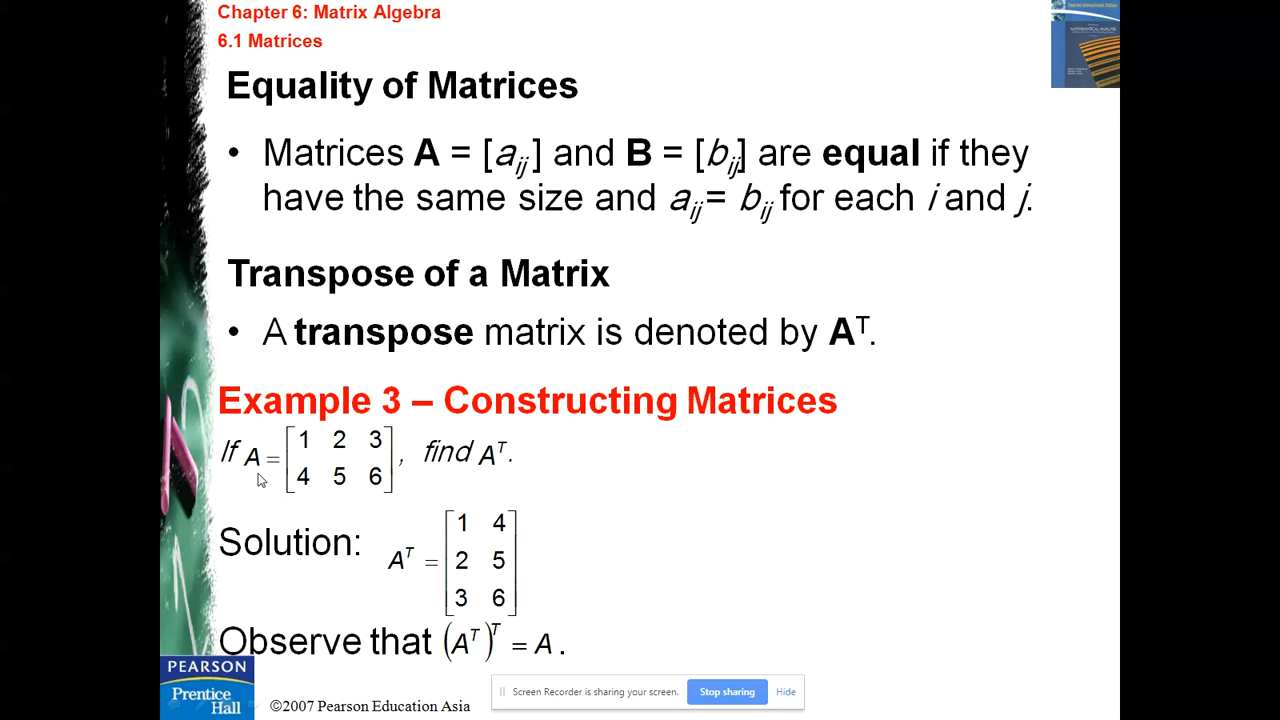 Chapter 6: Matrix Algebra
6.1 Matrices
Equality of Matrices
• Matrices A = [aij ] and B = [bij] are equal if they
have the same size and aij = bij for each i and j.
Transpose of a Matrix
• A transpose matrix is denoted by Aᵀ.
Example 3 – Constructing Matrices
If A = [1 2 3
4 5 6], find Aᵀ.
Solution: Aᵀ = [1 4
2 5
3 6]
Observe that (Aᵀ)ᵀ = A.
PEARSON
Prentice
Hall
©2007 Pearson Education Asia
Screen Recorder is sharing your screen. Stop sharing Hide